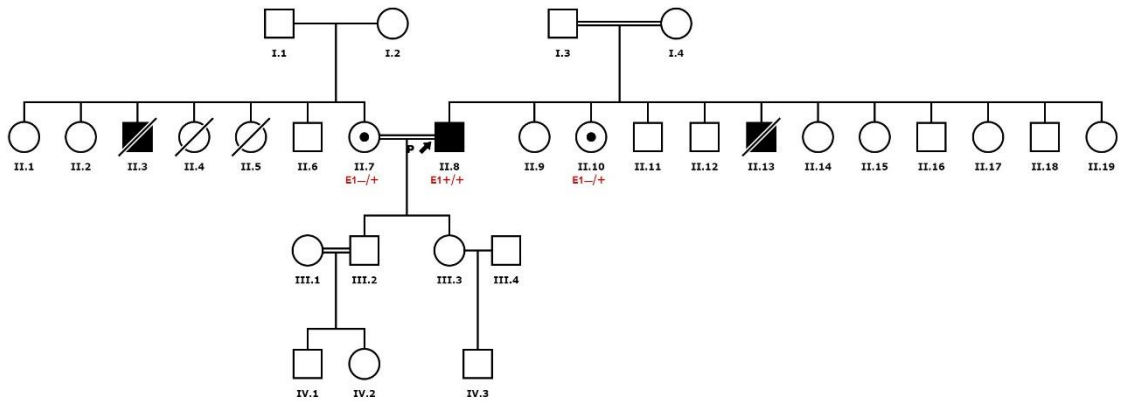 I.1 I.2 I.3 I.4
P
II.1 II.2 II.3 II.4 II.5 II.6 II.7 II.8 II.9 II.10 II.11 II.12 II.13 II.14 II.15 II.16 II.17 II.18 II.19
E1—/+ E1+/+ E1—/+
III.1 III.2 III.3 III.4
IV.1 IV.2 IV.3